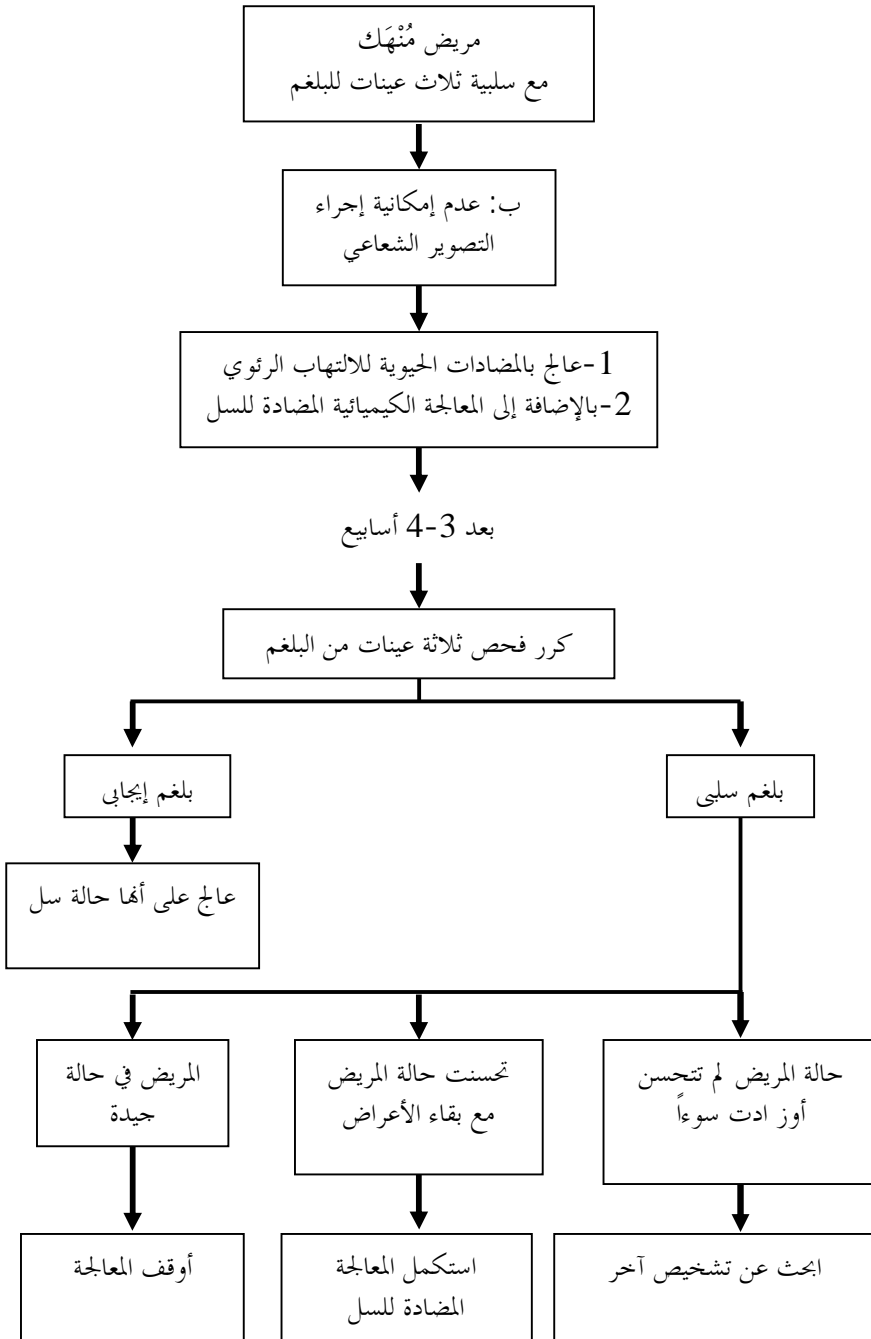 مريض مُنْهَك
مع سلبية ثلاث عينات للبلغم
ب: عدم إمكانية إجراء
التصوير الشعاعي
1-عالج بالمضادات الحيوية للالتهاب الرئوي
2-بالإضافة إلى المعالجة الكيميائية المضادة للسل
بعد 3-4 أسابيع
كرر فحص ثلاثة عينات من البلغم
بلغم سلبى
بلغم إيجابى
عالج على أنها حالة سل
حالة المريض لم تتحسن
أوز ادت سوءاً
تحسنت حالة المريض
مع بقاء الأعراض
المريض في حالة
جيدة
ابحث عن تشخيص آخر
استكمل المعالجة
المضادة للسل
أوقف المعالجة